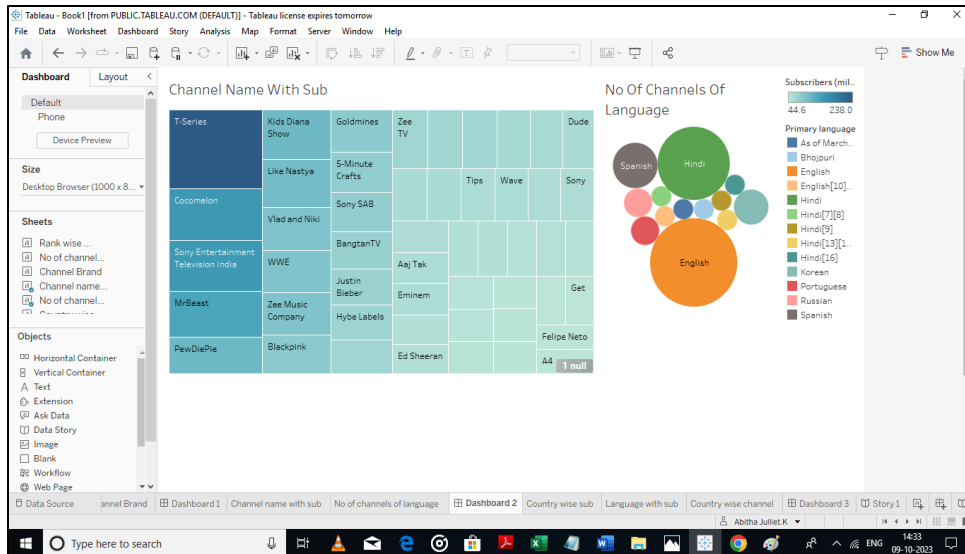 Tableau - Book1 [from PUBLIC.TABLEAU.COM (DEFAULT)] - Tableau license expires tomorrow
File Data Worksheet Dashboard Story Analysis Map Format Server Window Help
Show Me
Dashboard Layout
Default
Phone
Device Preview
Size
Desktop Browser (1000 x 8...
Sheets
Rank wise ...
No of channel...
Channel Brand
Channel name...
No of channel...
Objects
Horizontal Container
Vertical Container
Text
Extension
Ask Data
Data Story
Image
Blank
Workflow
Web Page
Channel Name With Sub
T-Series
Cocomelon
Sony Entertainment
Television India
MrBeast
PewDiePie
Kids Diana
Show
Like Nastya
Vlad and Niki
WWE
Zee Music
Company
Blackpink
Goldmines
5-Minute
Crafts
Sony SAB
BangtanTV
Justin
Bieber
Hybe Labels
Zee
TV
Dude
Tips
Wave
Sony
Aaj Tak
Eminem
Ed Sheeran
Get
Felipe Neto
A4
1 null
No Of Channels Of
Language
Spanish
Hindi
English
Subscribers (mil..
44.6 238.0
Primary language
As of March..
Bhojpuri
English
English[10]..
Hindi
Hindi[7][8]
Hindi[9]
Hindi[13][1..
Hindi[16]
Korean
Portuguese
Russian
Spanish
Data Source annel Brand Dashboard 1 Channel name with sub No of channels of language Dashboard 2 Country wise sub Language with sub Country wise channel Dashboard 3 Story 1
Abitha Julliet.K
Type here to search
ENG
14:33
09-10-2023